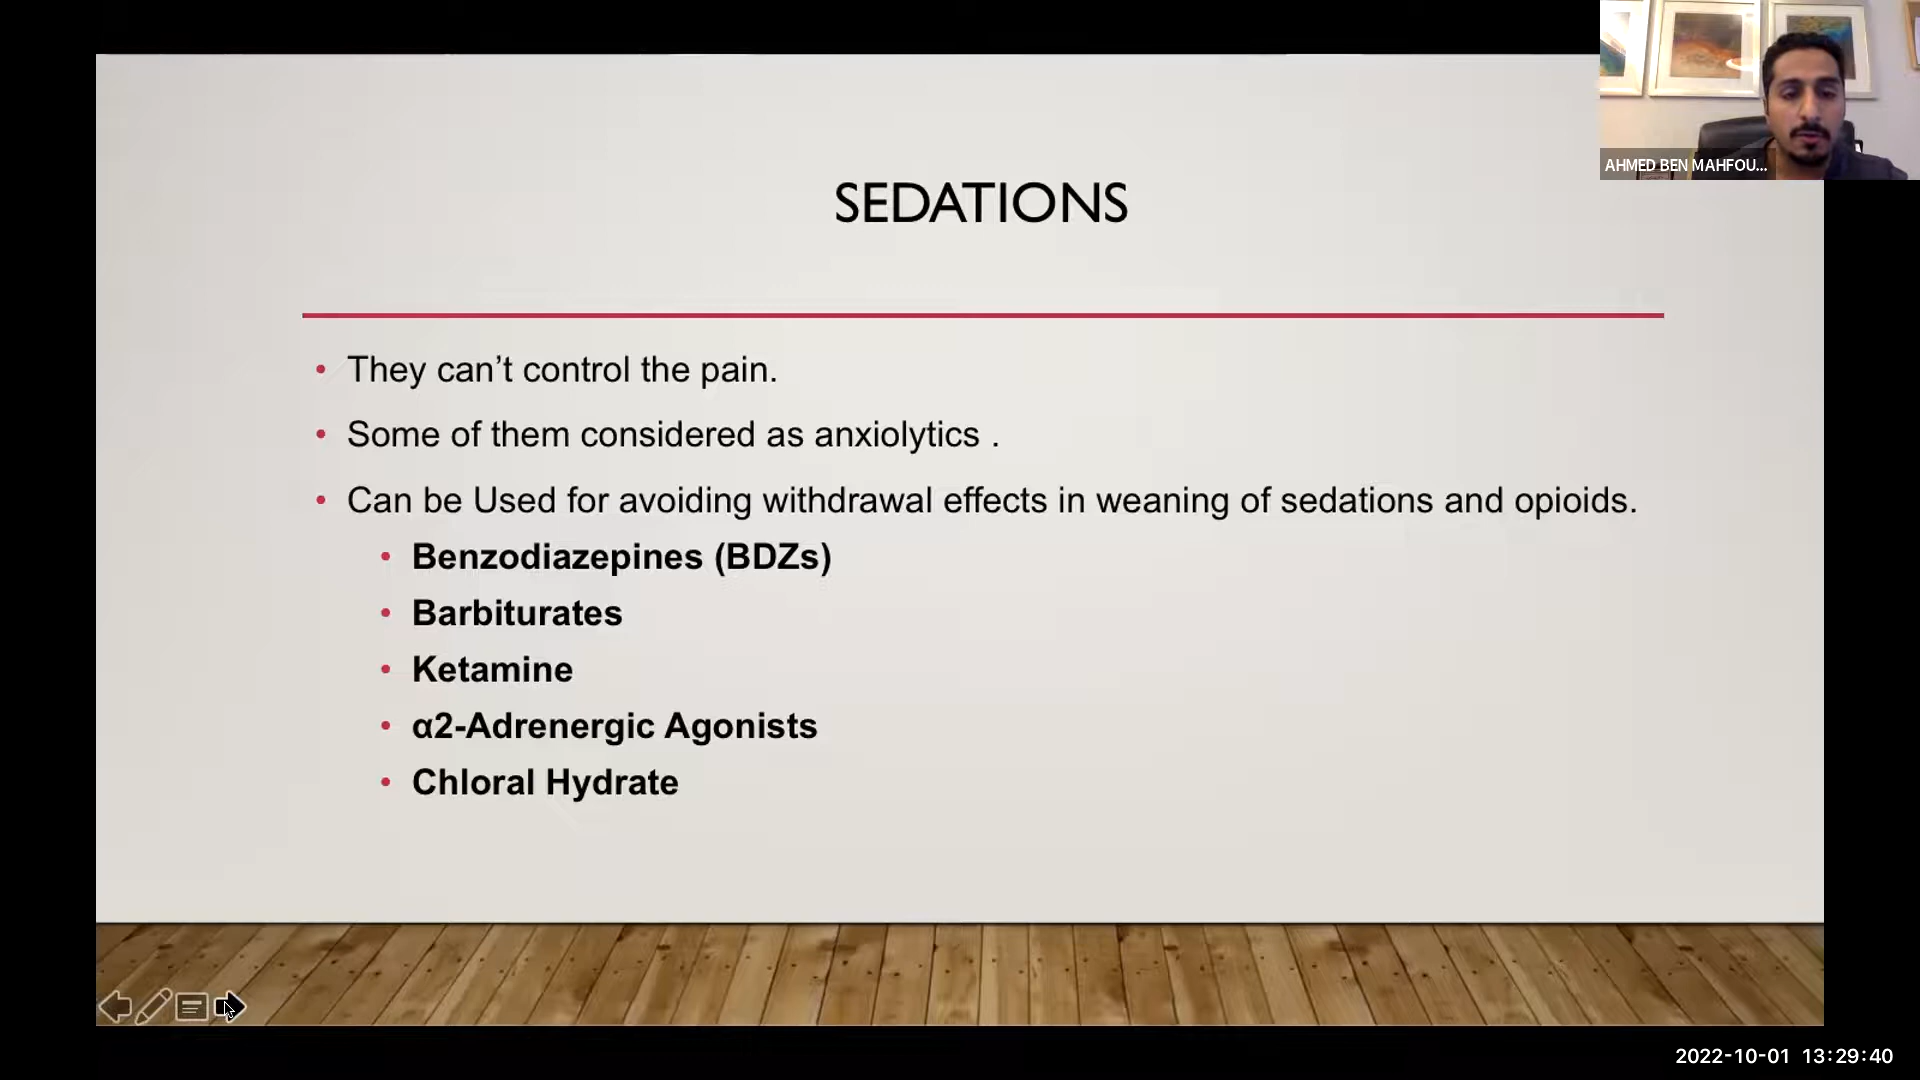 AHMED BEN MAHFOU...
SEDATIONS
• They can’t control the pain.
• Some of them considered as anxiolytics .
• Can be Used for avoiding withdrawal effects in weaning of sedations and opioids.
• Benzodiazepines (BDZs)
• Barbiturates
• Ketamine
• α2-Adrenergic Agonists
• Chloral Hydrate
2022-10-01 13:29:40